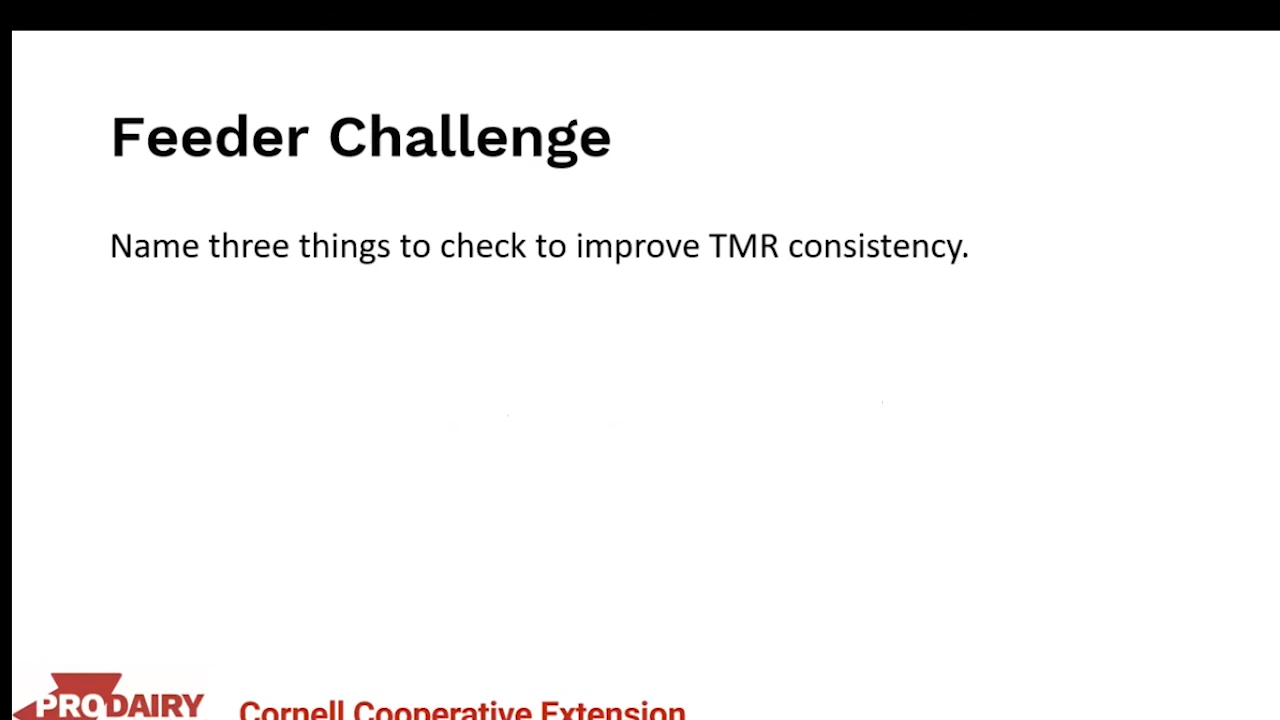 Feeder Challenge
Name three things to check to improve TMR consistency.
PRODAIRY
Cornell Cooperative Extension